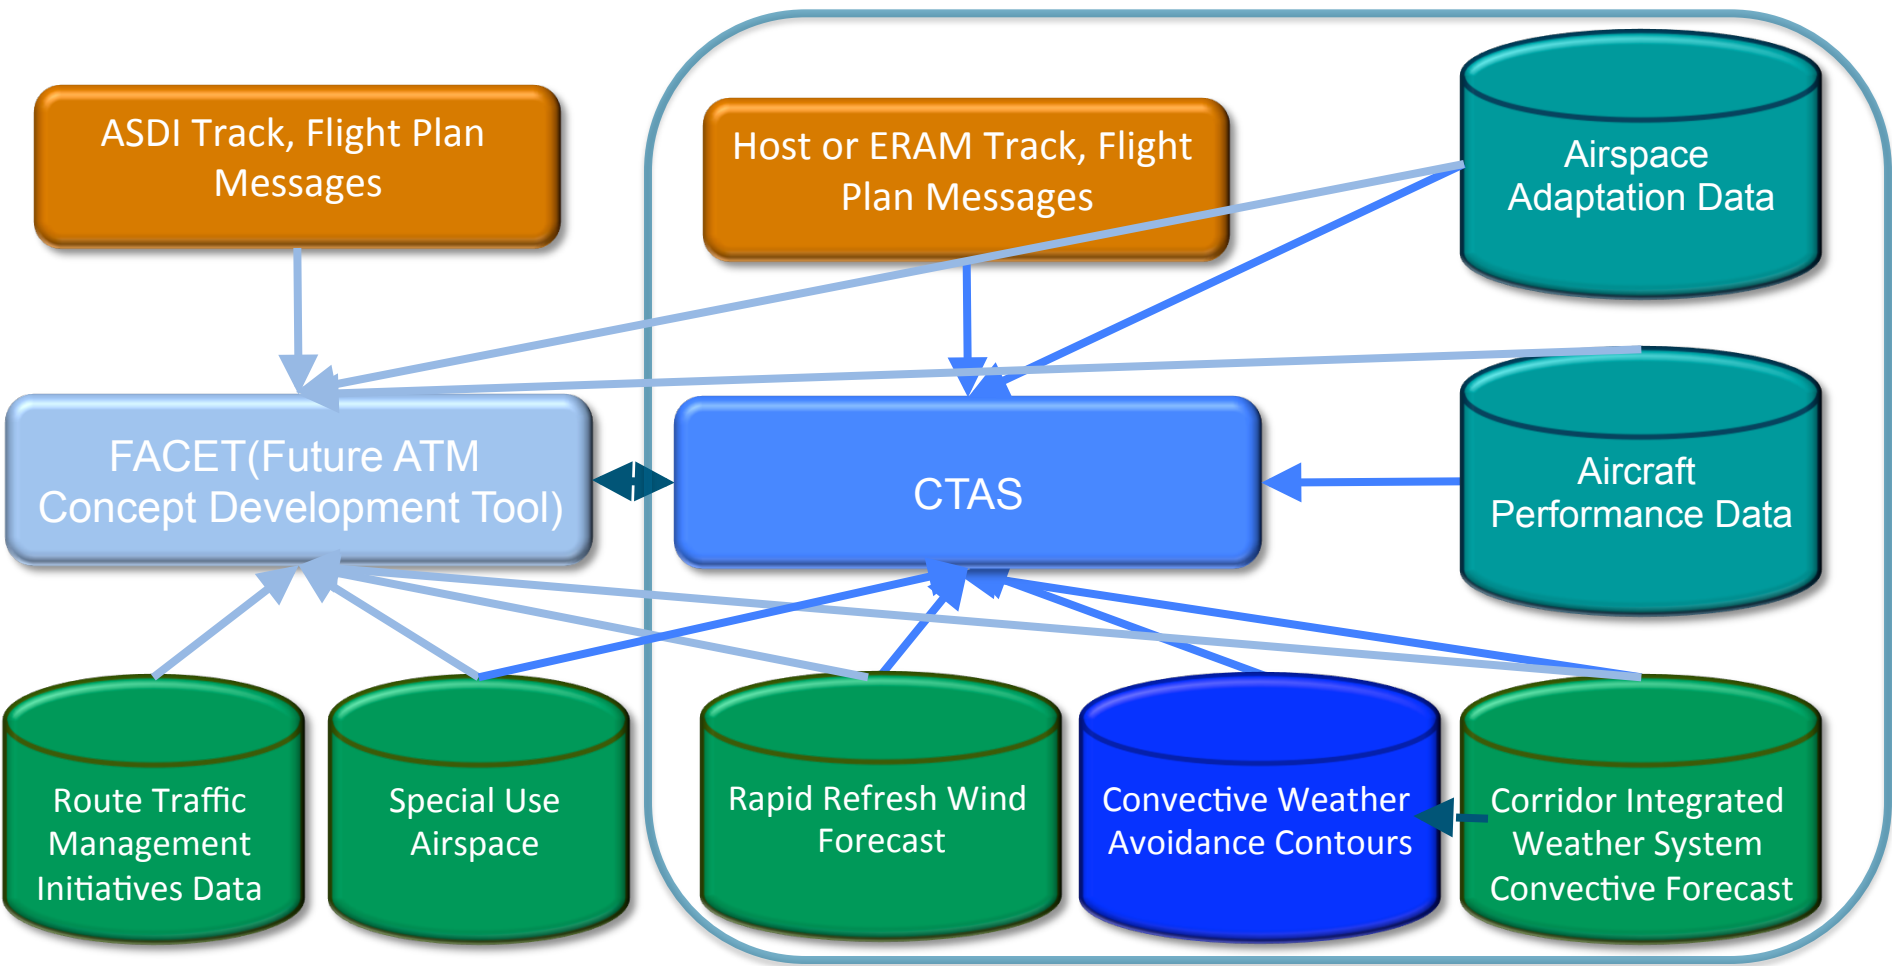 ASDI Track, Flight Plan
Messages
Host or ERAM Track, Flight
Plan Messages
Airspace
Adaptation Data
FACET(Future ATM
Concept Development Tool)
CTAS
Aircraft
Performance Data
Route Traffic
Management
Initiatives Data
Special Use
Airspace
Rapid Refresh Wind
Forecast
Convective Weather
Avoidance Contours
Corridor Integrated
Weather System
Convective Forecast